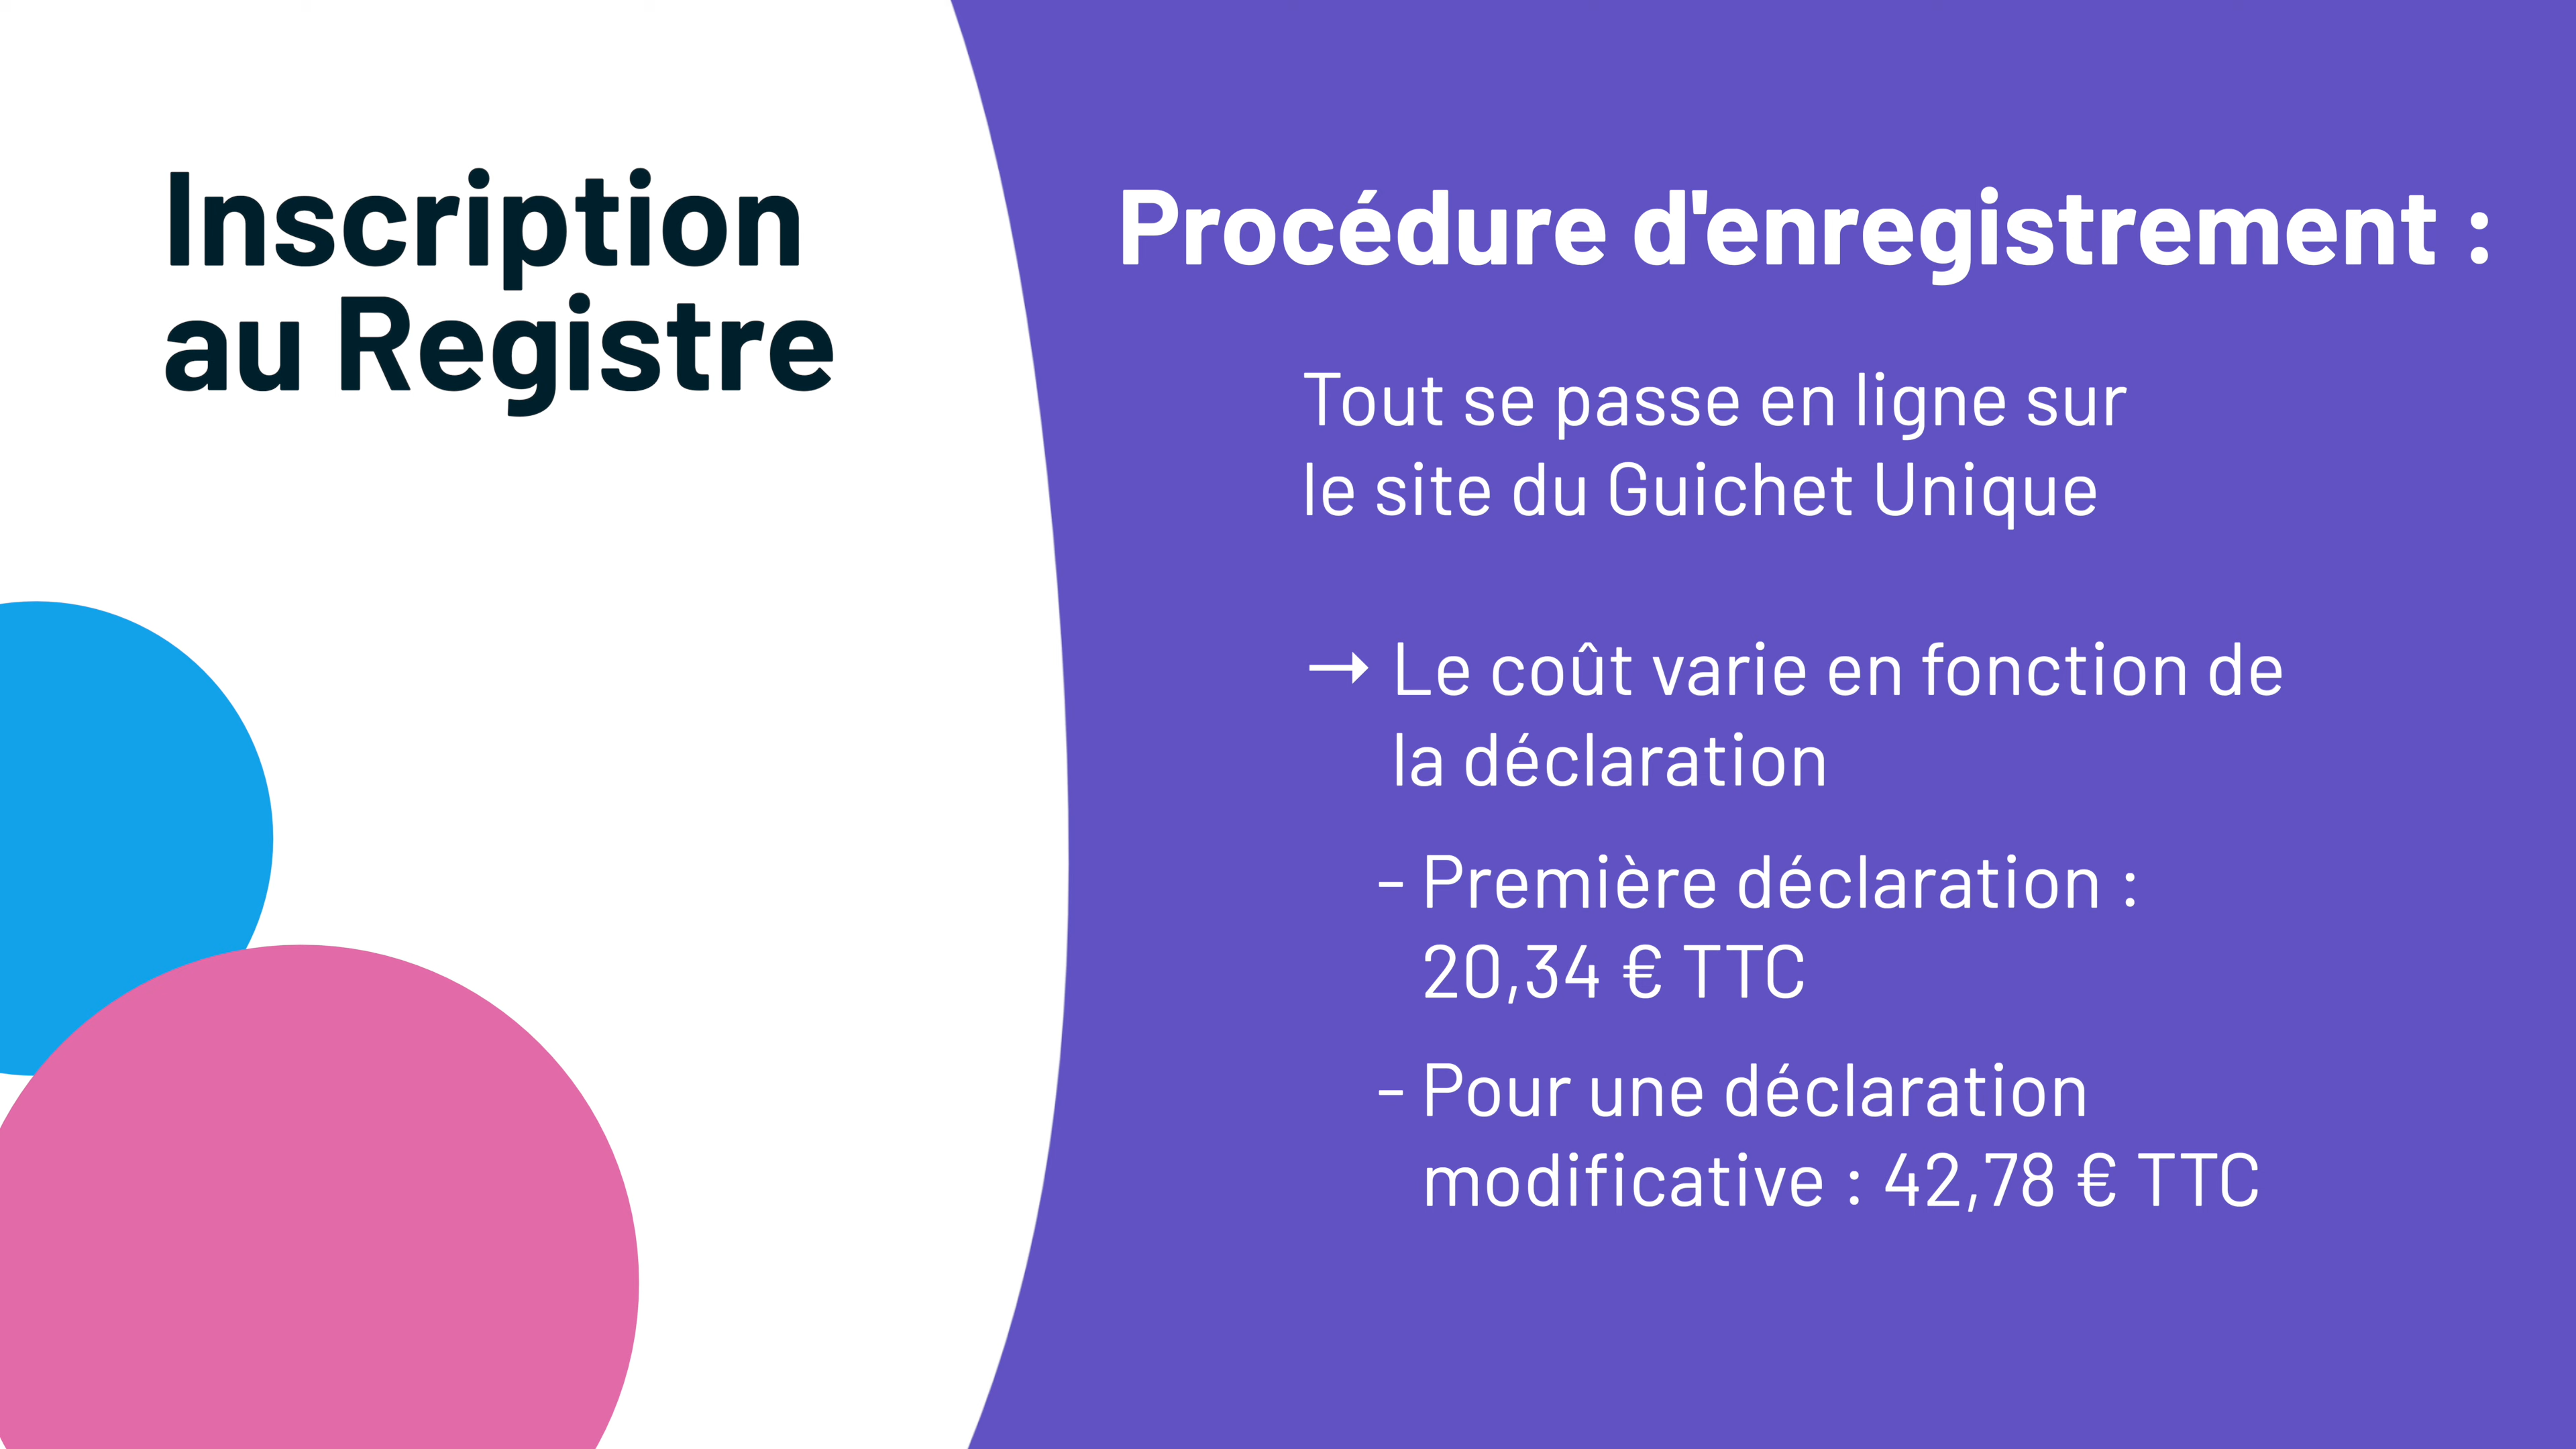 Inscription
au Registre
Procédure d'enregistrement :
Tout se passe en ligne sur
le site du Guichet Unique
→ Le coût varie en fonction de
la déclaration
- Première déclaration :
20,34 € TTC
- Pour une déclaration
modificative : 42,78 € TTC